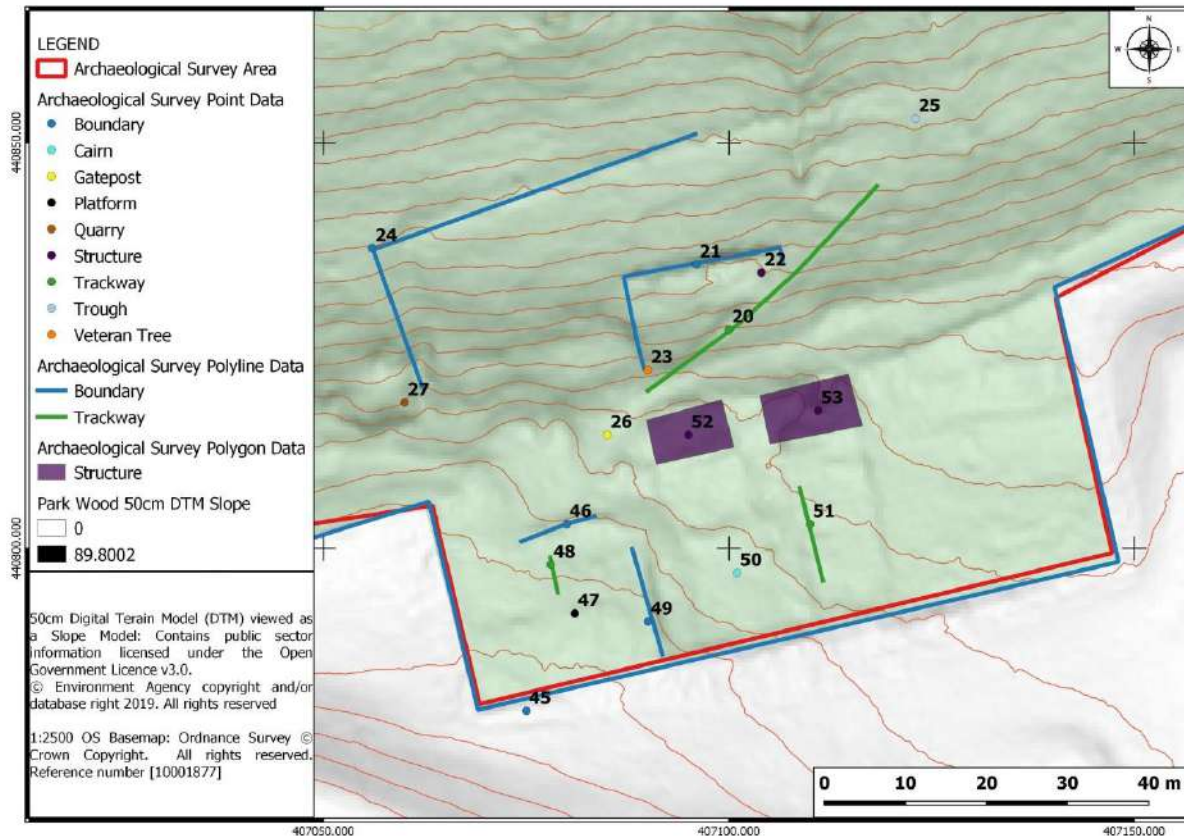 LEGEND
Archaeological Survey Area
Archaeological Survey Point Data
Boundary
Cairn
Gatepost
Platform
Quarry
Structure
Trackway
Trough
Veteran Tree
Archaeological Survey Polyline Data
Boundary
Trackway
Archaeological Survey Polygon Data
Structure
Park Wood 50cm DTM Slope
0
89.8002
50cm Digital Terrain Model (DTM) viewed as
a Slope Model: Contains public sector
information licensed under the Open
Government Licence v3.0.
© Environment Agency copyright and/or
database right 2019. All rights reserved
1:2500 OS Basemap: Ordnance Survey ©
Crown Copyright. All rights reserved.
Reference number [10001877]
N
W E
S
440850.000
440800.000
25
24
21
22
20
23
27
26
52
53
46
51
48
50
47
49
45
0 10 20 30 40 m
407050.000 407100.000 407150.000